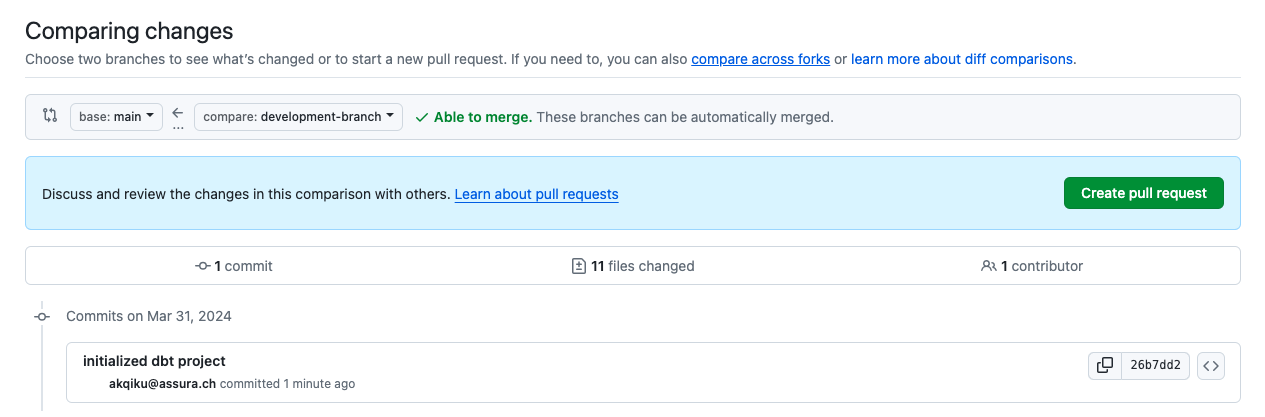 Comparing changes
Choose two branches to see what's changed or to start a new pull request. If you need to, you can also compare across forks or learn more about diff comparisons.
base: main ... compare: development-branch Able to merge. These branches can be automatically merged.
Discuss and review the changes in this comparison with others. Learn about pull requests Create pull request
1 commit 11 files changed 1 contributor
Commits on Mar 31, 2024
initialized dbt project 26b7dd2
akqiku@assura.ch committed 1 minute ago